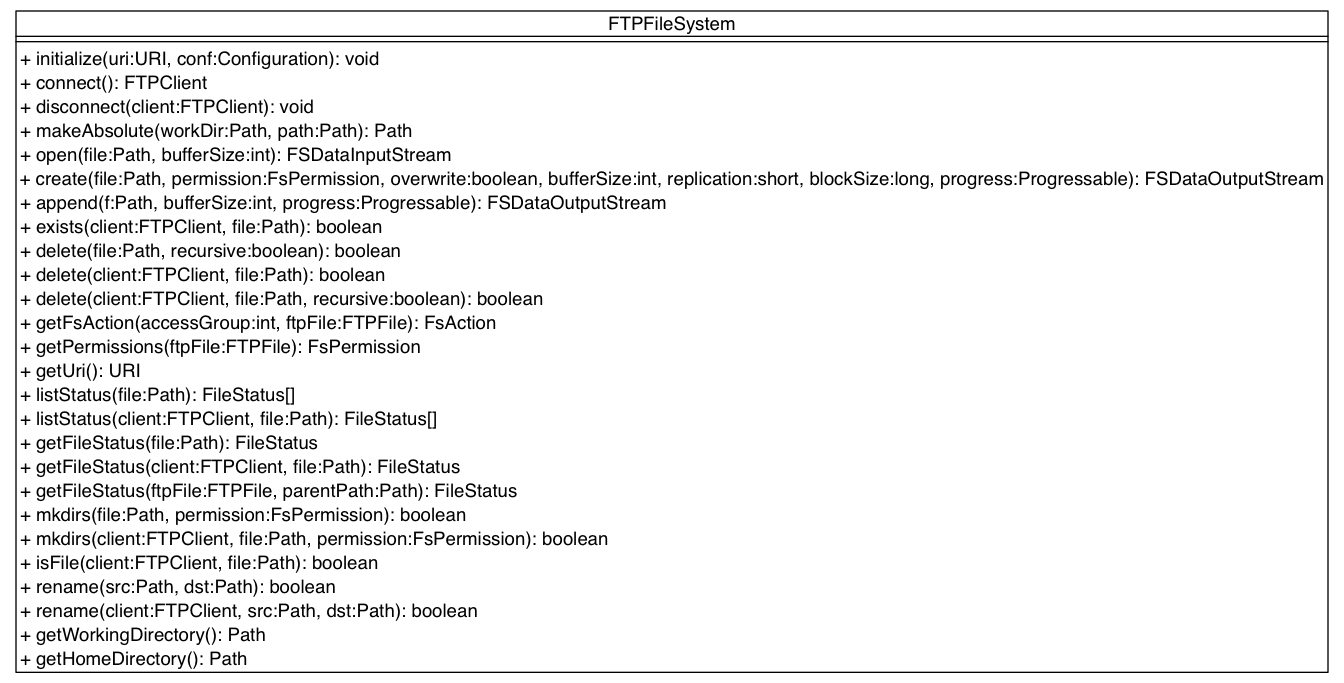 FTPFileSystem
+ initialize(uri:URI, conf:Configuration): void
+ connect(): FTPClient
+ disconnect(client:FTPClient): void
+ makeAbsolute(workDir:Path, path:Path): Path
+ open(file:Path, bufferSize:int): FSDataInputStream
+ create(file:Path, permission:FsPermission, overwrite:boolean, bufferSize:int, replication:short, blockSize:long, progress:Progressable): FSDataOutputStream
+ append(f:Path, bufferSize:int, progress:Progressable): FSDataOutputStream
+ exists(client:FTPClient, file:Path): boolean
+ delete(file:Path, recursive:boolean): boolean
+ delete(client:FTPClient, file:Path): boolean
+ delete(client:FTPClient, file:Path, recursive:boolean): boolean
+ getFsAction(accessGroup:int, ftpFile:FTPFile): FsAction
+ getPermissions(ftpFile:FTPFile): FsPermission
+ getUri(): URI
+ listStatus(file:Path): FileStatus[]
+ listStatus(client:FTPClient, file:Path): FileStatus[]
+ getFileStatus(file:Path): FileStatus
+ getFileStatus(client:FTPClient, file:Path): FileStatus
+ getFileStatus(ftpFile:FTPFile, parentPath:Path): FileStatus
+ mkdirs(file:Path, permission:FsPermission): boolean
+ mkdirs(client:FTPClient, file:Path, permission:FsPermission): boolean
+ isFile(client:FTPClient, file:Path): boolean
+ rename(src:Path, dst:Path): boolean
+ rename(client:FTPClient, src:Path, dst:Path): boolean
+ getWorkingDirectory(): Path
+ getHomeDirectory(): Path